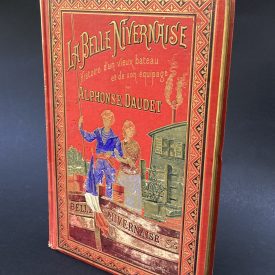 LA BELLE NIVERNAISE
histoire d'un vieux bateau
et de son équipage
ALPHONSE DAUDET
BELLE NIVERNAISE